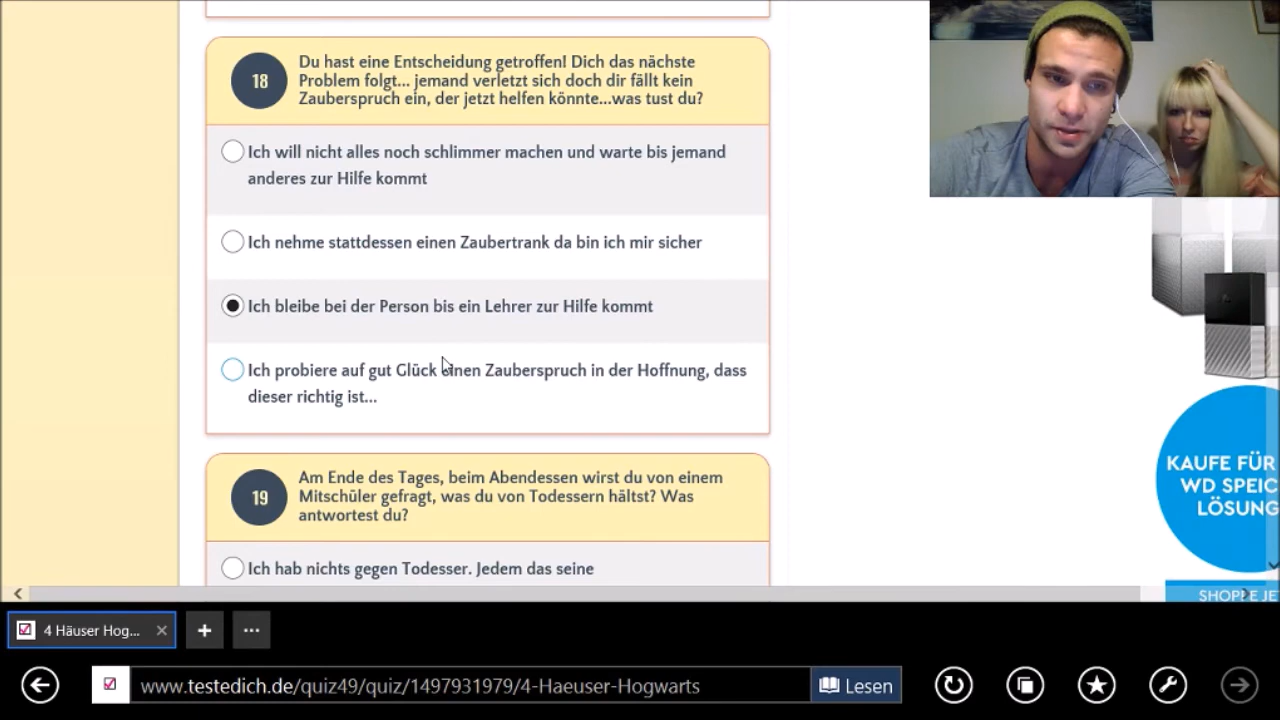 18
Du hast eine Entscheidung getroffen! Dich das nächste
Problem folgt... jemand verletzt sich doch dir fällt kein
Zauberspruch ein, der jetzt helfen könnte...was tust du?
Ich will nicht alles noch schlimmer machen und warte bis jemand
anderes zur Hilfe kommt
Ich nehme stattdessen einen Zaubertrank da bin ich mir sicher
Ich bleibe bei der Person bis ein Lehrer zur Hilfe kommt
Ich probiere auf gut Glück einen Zauberspruch in der Hoffnung, dass
dieser richtig ist...
19
Am Ende des Tages, beim Abendessen wirst du von einem
Mitschüler gefragt, was du von Todessern hältst? Was
antwortest du?
Ich hab nichts gegen Todesser. Jedem das seine
KAUFE FÜR
WD SPEIC
LÖSUNG
SHOPPE JE
4 Häuser Hog...
www.testedich.de/quiz49/quiz/1497931979/4-Haeuser-Hogwarts
Lesen